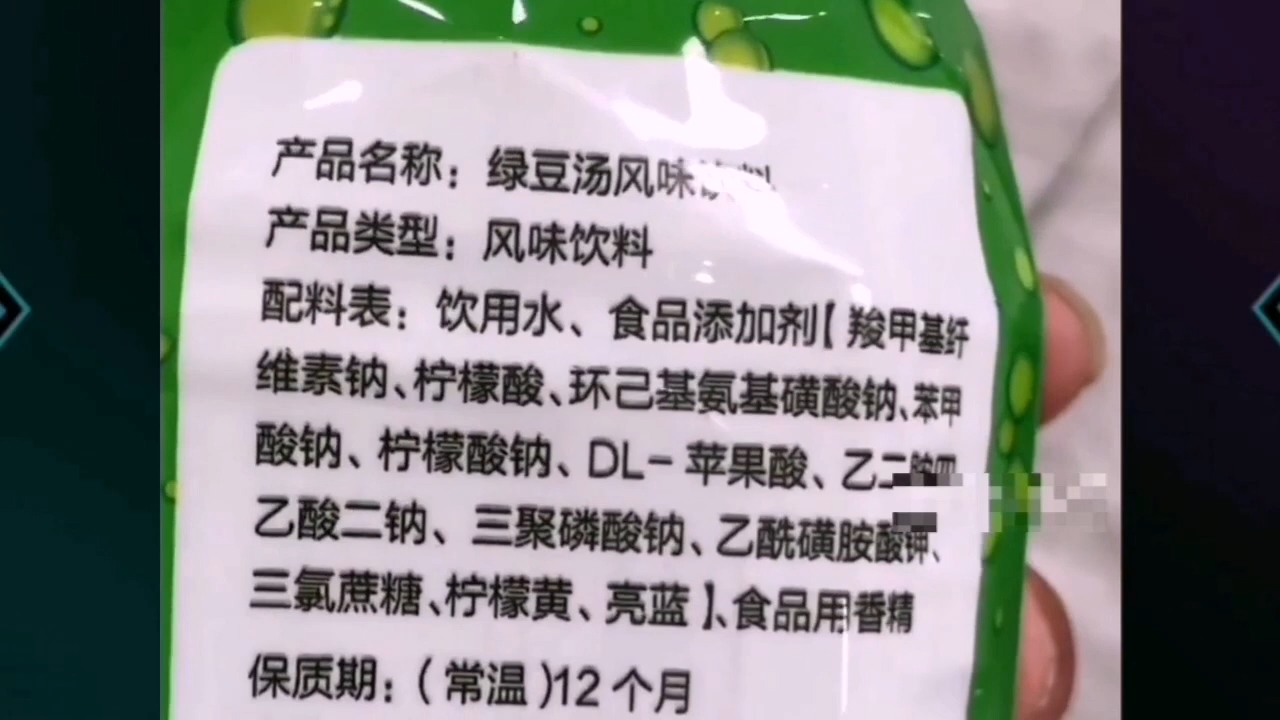 产品名称：绿豆汤风味饮料
产品类型：风味饮料
配料表：饮用水、食品添加剂【羧甲基纤
维素钠、柠檬酸、环己基氨基磺酸钠、苯甲
酸钠、柠檬酸钠、DL-苹果酸、乙二胺四
乙酸二钠、三聚磷酸钠、乙酰磺胺酸钾、
三氯蔗糖、柠檬黄、亮蓝】、食品用香精
保质期：(常温)12个月